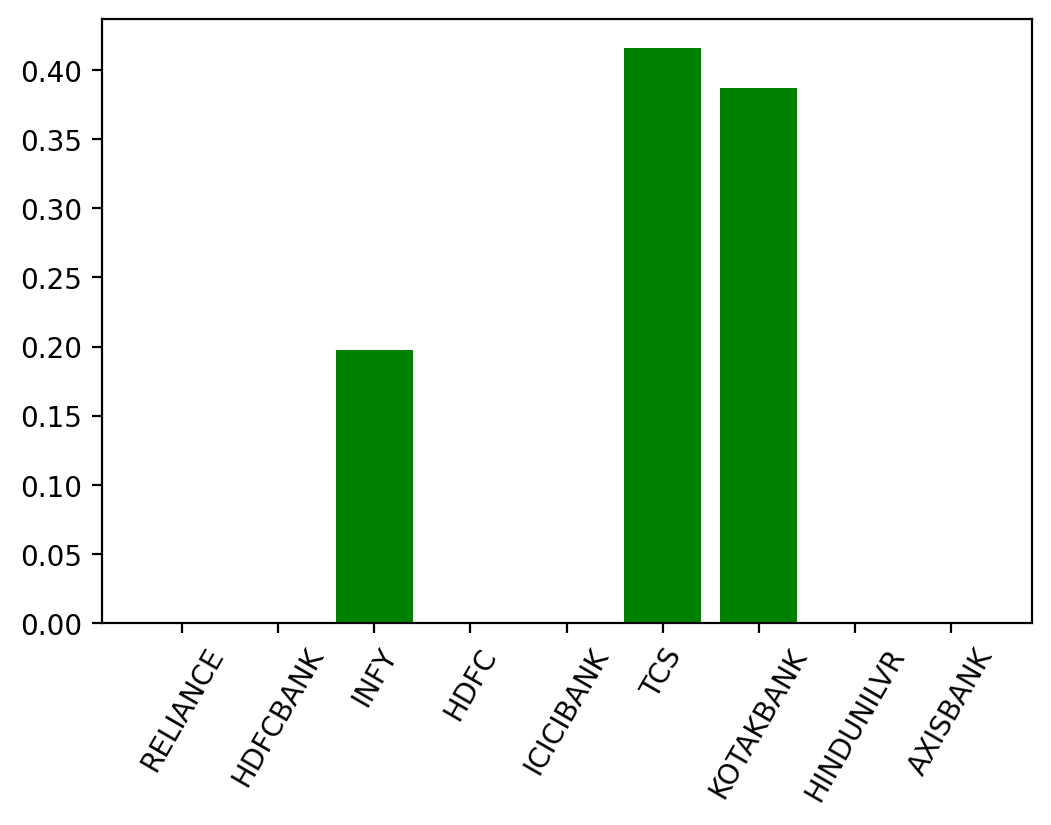 0.40
0.35
0.30
0.25
0.20
0.15
0.10
0.05
0.00
RELIANCE
HDFCBANK
INFY
HDFC
ICICIBANK
TCS
KOTAKBANK
HINDUNILVR
AXISBANK